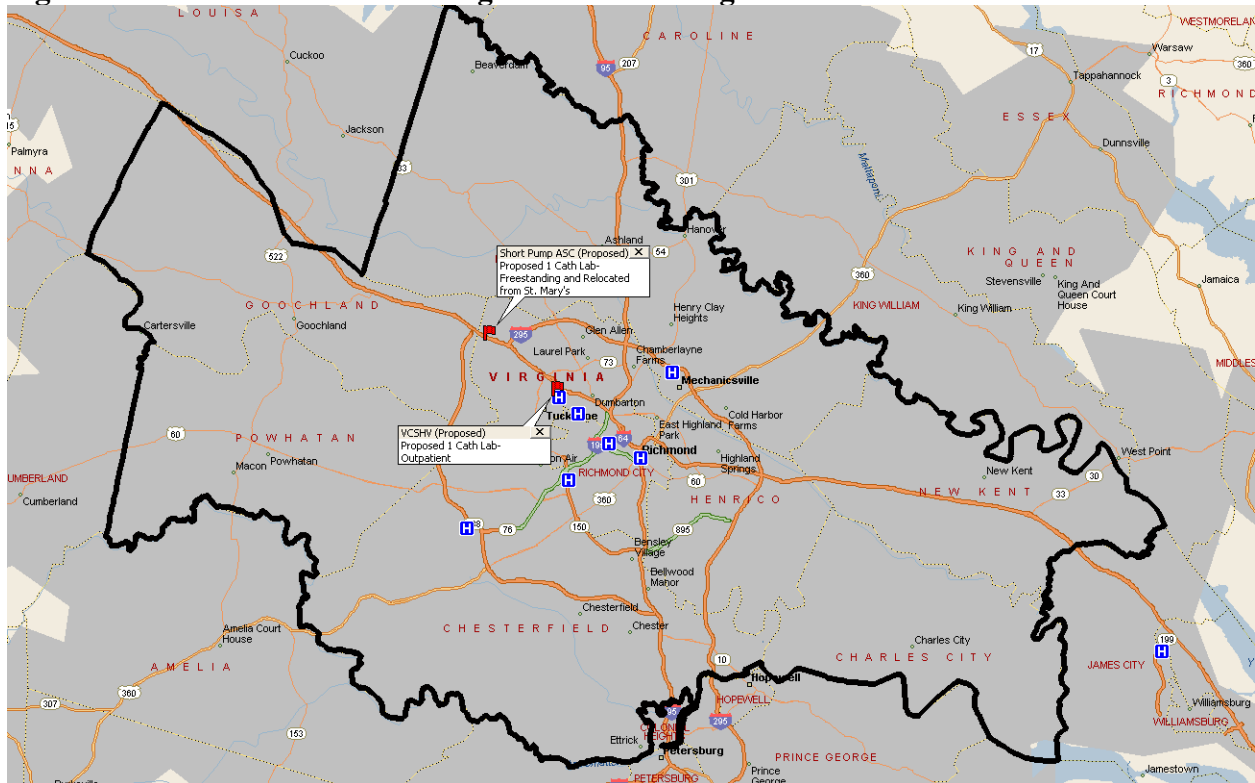 LOUISA
CAROLINE
WESTMORELAN
Cuckoo
Beaverdam
95
207
17
Warsaw
360
3
Tappahannock
RICHMOND
ESSEX
Jackson
Palmyra
Dunnsville
Mattaponi
301
Hanover
Ashland
54
KING AND
QUEEN
Short Pump ASC (Proposed)
Proposed 1 Cath Lab-
Freestanding and Relocated
from St. Mary's
522
360
Stevensville
King And
Queen Court
House
Jamaica
GOOCHLAND
KING WILLIAM
King William
Henry Clay
Heights
Cartersville
Goochland
295
Glen Allen
Laurel Park
Chamberlayne
Farms
73
MIDDLES
VIRGINIA
H
Mechanicsville
H
Dumbarton
H
Cold Harbor
Farms
East Highland
Park
VCSHV (Proposed)
Proposed 1 Cath Lab-
Outpatient
60
POWHATAN
Macon
Powhatan
H
64
Richmond
H
West Point
Highland
Springs
RICHMOND CITY
New Kent
H
60
30
UMBERLAND
Cumberland
360
HENRICO
NEW KENT
33
H
76
150
895
Bensley
Village
Bellwood
Manor
Chesterfield
Chester
CHESTERFIELD
Amelia Court
House
Charles City
199
H
AMELIA
10
CHARLES CITY
JAMES CITY
360
Hopewell
HOPEWELL
307
Williamsburg
WILLIAMSBURG
153
295
Ettrick
Petersburg
PRINCE GEORGE
Prince
George
PETERSBURG
Jamestown